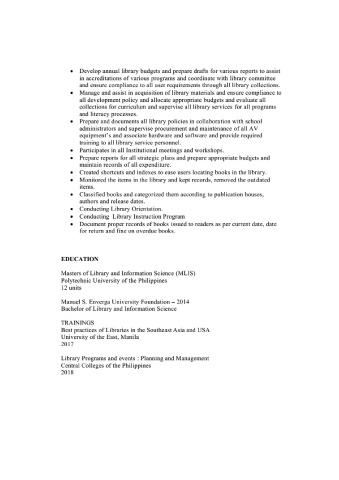 • Develop annual library budgets and prepare drafts for various reports to assist
in accreditations of various programs and coordinate with library committee
and ensure compliance to all user requirements through all library collections.
• Manage and assist in acquisition of library materials and ensure compliance to
all development policy and allocate appropriate budgets and evaluate all
collections for curriculum and supervise all library services for all programs
and literacy processes.
• Prepare and documents all library policies in collaboration with school
administrators and supervise procurement and maintenance of all AV
equipment's and associate hardware and software and provide required
training to all library service personnel.
• Participates in all Institutional meetings and workshops.
• Prepare reports for all strategic plans and prepare appropriate budgets and
maintain records of all expenditure.
• Created shortcuts and indexes to ease users locating books in the library.
• Monitored the items in the library and kept records, removed the outdated
items.
• Classified books and categorized them according to publication houses,
authors and release dates.
• Conducting Library Orientation.
• Conducting Library Instruction Program
• Document proper records of books issued to readers as per current date, date
for return and fine on overdue books.
EDUCATION
Masters of Library and Information Science (MLIS)
Polytechnic University of the Philippines
12 units
Manuel S. Enverga University Foundation – 2014
Bachelor of Library and Information Science
TRAININGS
Best practices of Libraries in the Southeast Asia and USA
University of the East, Manila
2017
Library Programs and events : Planning and Management
Central Colleges of the Philippines
2018